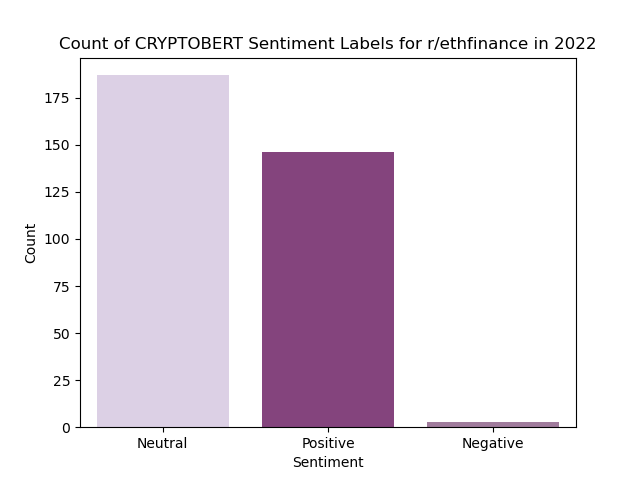 Count of CRYPTOBERT Sentiment Labels for r/ethfinance in 2022
175
150
125
100
75
50
25
0
Count
Neutral Positive Negative
Sentiment